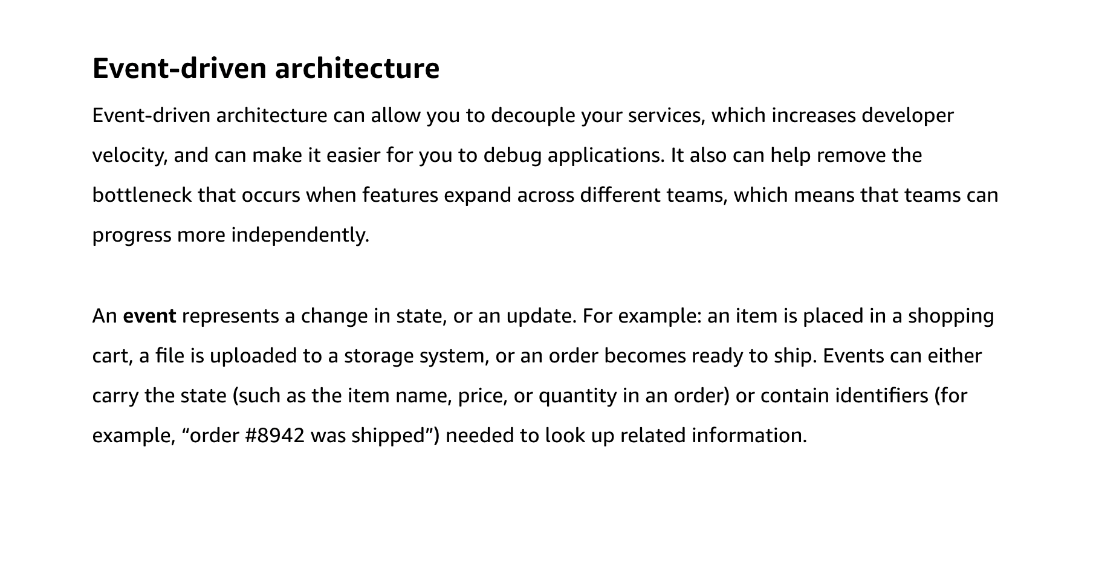 Event-driven architecture
Event-driven architecture can allow you to decouple your services, which increases developer
velocity, and can make it easier for you to debug applications. It also can help remove the
bottleneck that occurs when features expand across different teams, which means that teams can
progress more independently.
An event represents a change in state, or an update. For example: an item is placed in a shopping
cart, a file is uploaded to a storage system, or an order becomes ready to ship. Events can either
carry the state (such as the item name, price, or quantity in an order) or contain identifiers (for
example, “order #8942 was shipped”) needed to look up related information.